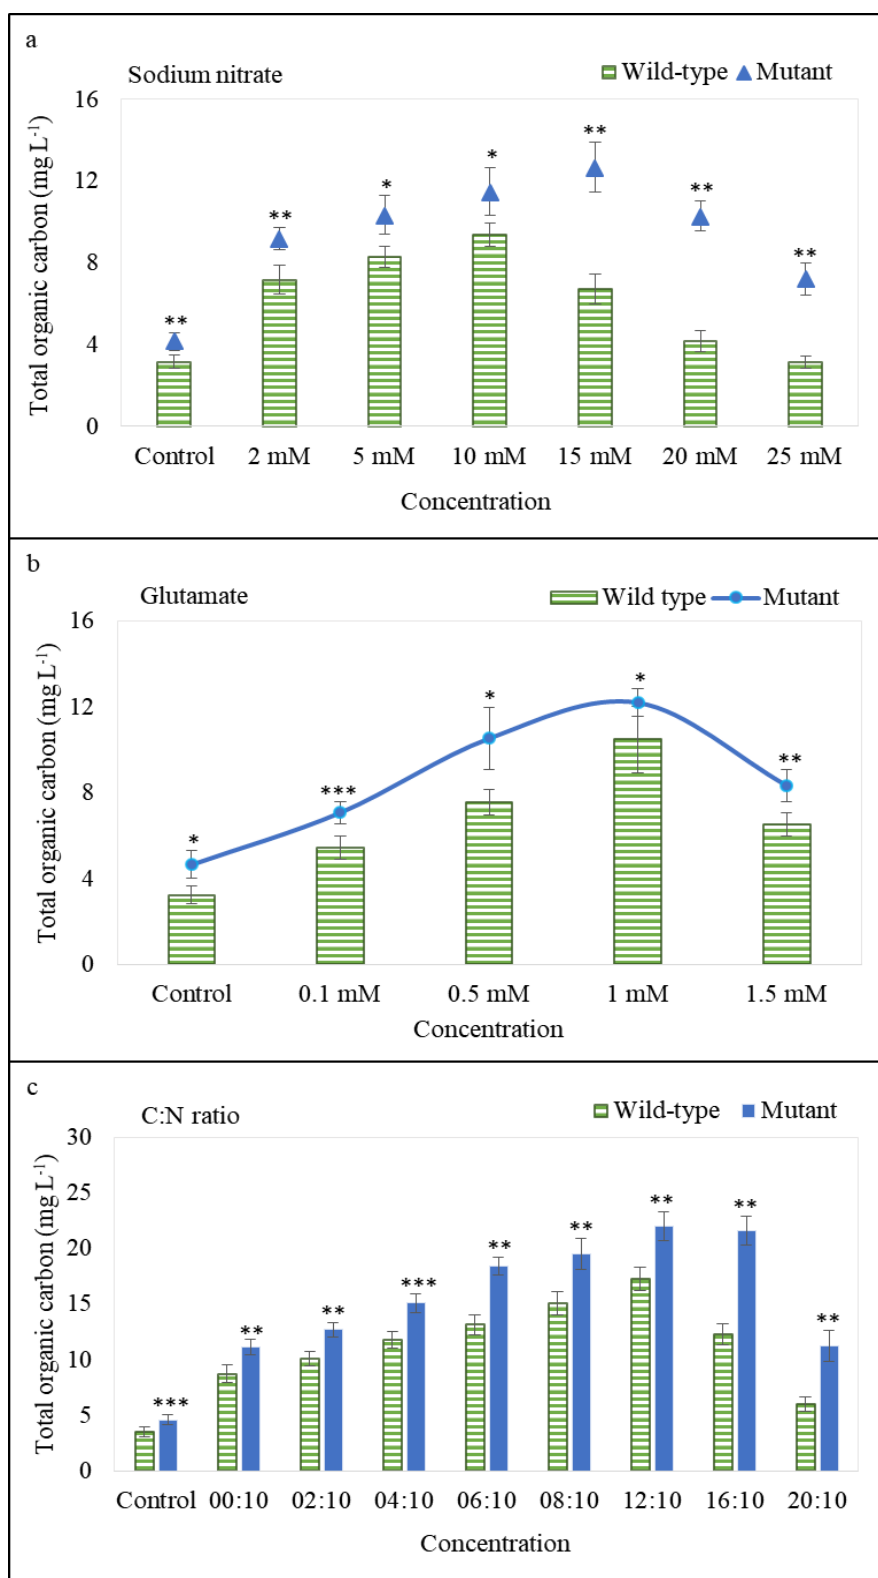 a
Sodium nitrate
Wild-type Mutant
Total organic carbon (mg L⁻¹)
16
12
8
4
0
** ** * * ** ** **
Control 2 mM 5 mM 10 mM 15 mM 20 mM 25 mM
Concentration
b
Glutamate
Wild type Mutant
Total organic carbon (mg L⁻¹)
16
12
8
4
0
* *** * * **
Control 0.1 mM 0.5 mM 1 mM 1.5 mM
Concentration
c
C:N ratio
Wild-type Mutant
Total organic carbon (mg L⁻¹)
30
25
20
15
10
5
0
*** ** ** *** ** ** ** ** **
Control 00:10 02:10 04:10 06:10 08:10 12:10 16:10 20:10
Concentration